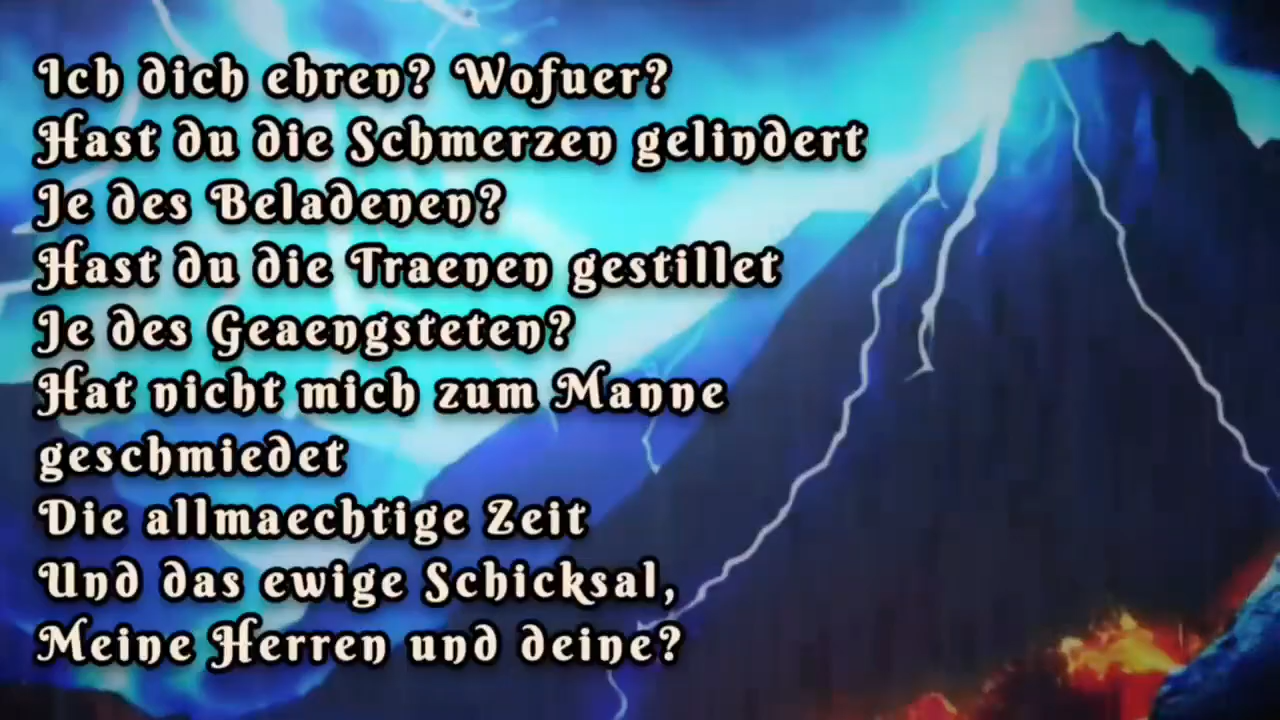 Ich dich ehren? Wofuer?
Hast du die Schmerzen gelindert
Je des Beladenen?
Hast du die Traenen gestillet
Je des Geaengsteten?
Hat nicht mich zum Manne
geschmiedet
Die allmaechtige Zeit
Und das ewige Schicksal,
Meine Herren und deine?